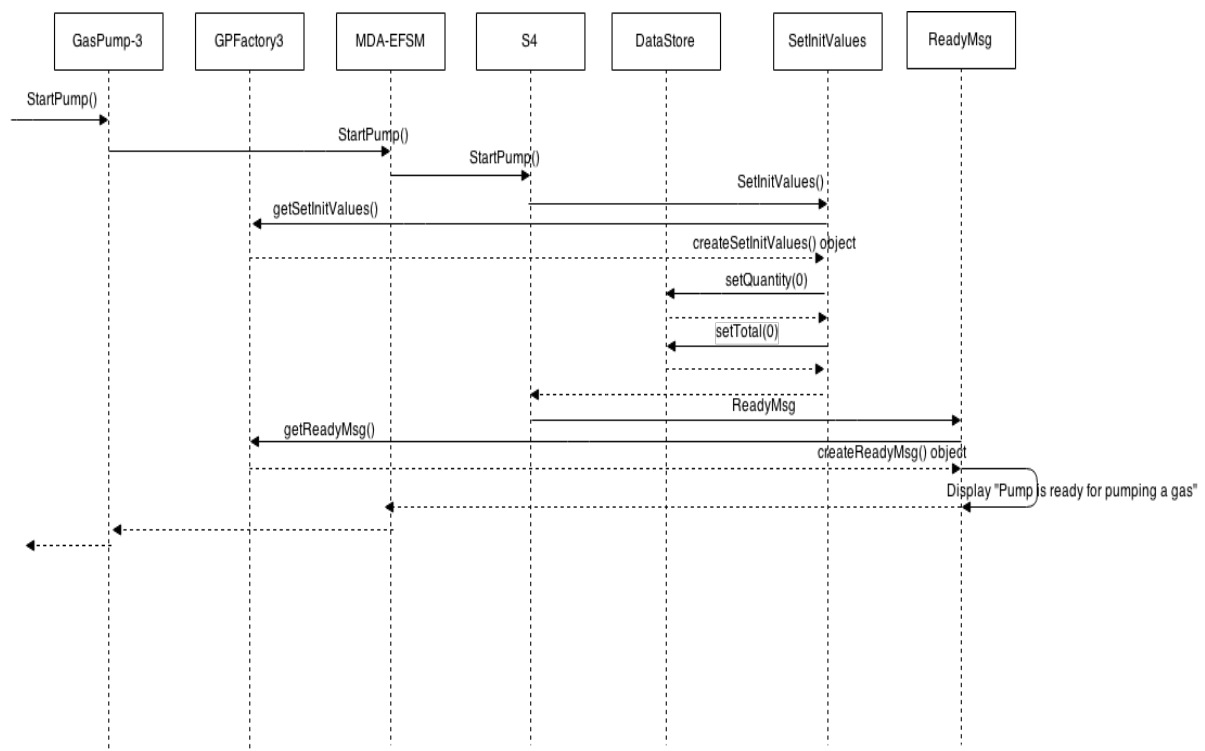 GasPump-3
GPFactory3
MDA-EFSM
S4
DataStore
SetInitValues
ReadyMsg
StartPump()
StartPump()
StartPump()
SetInitValues()
getSetInitValues()
createSetInitValues() object
setQuantity(0)
setTotal(0)
ReadyMsg
getReadyMsg()
createReadyMsg() object
Display "Pump is ready for pumping a gas"